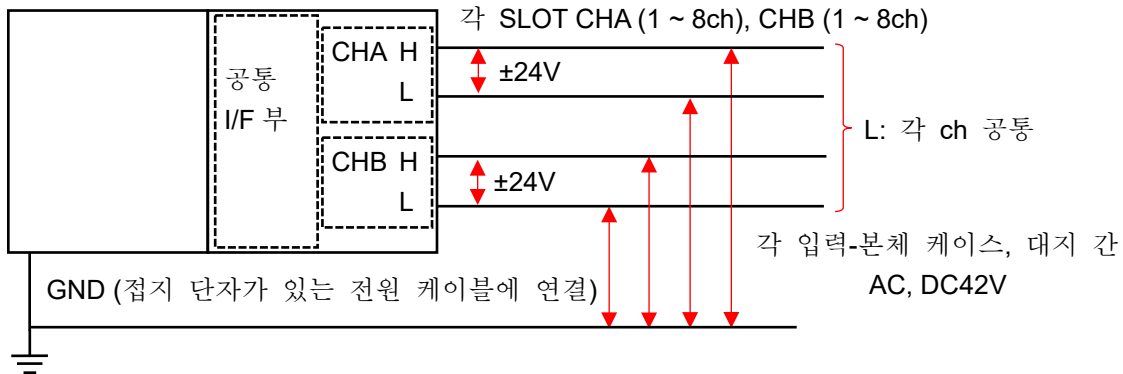 각 SLOT CHA (1 ~ 8ch), CHB (1 ~ 8ch)
공통
I/F 부
CHA H
L
±24V
CHB H
L
±24V
L: 각 ch 공통
각 입력-본체 케이스, 대지 간
AC, DC42V
GND (접지 단자가 있는 전원 케이블에 연결)